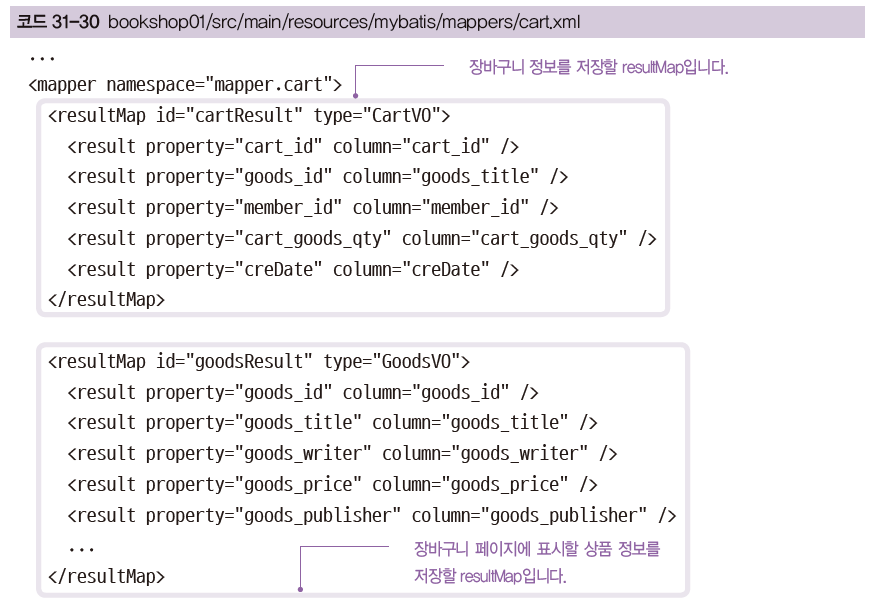 코드 31-30 bookshop01/src/main/resources/mybatis/mappers/cart.xml
...
<mapper namespace="mapper.cart">
장바구니 정보를 저장할 resultMap입니다.
<resultMap id="cartResult" type="CartVO">
<result property="cart_id" column="cart_id" />
<result property="goods_id" column="goods_title" />
<result property="member_id" column="member_id" />
<result property="cart_goods_qty" column="cart_goods_qty" />
<result property="creDate" column="creDate" />
</resultMap>
<resultMap id="goodsResult" type="GoodsVO">
<result property="goods_id" column="goods_id" />
<result property="goods_title" column="goods_title" />
<result property="goods_writer" column="goods_writer" />
<result property="goods_price" column="goods_price" />
<result property="goods_publisher" column="goods_publisher" />
...
장바구니 페이지에 표시할 상품 정보를
저장할 resultMap입니다.
</resultMap>